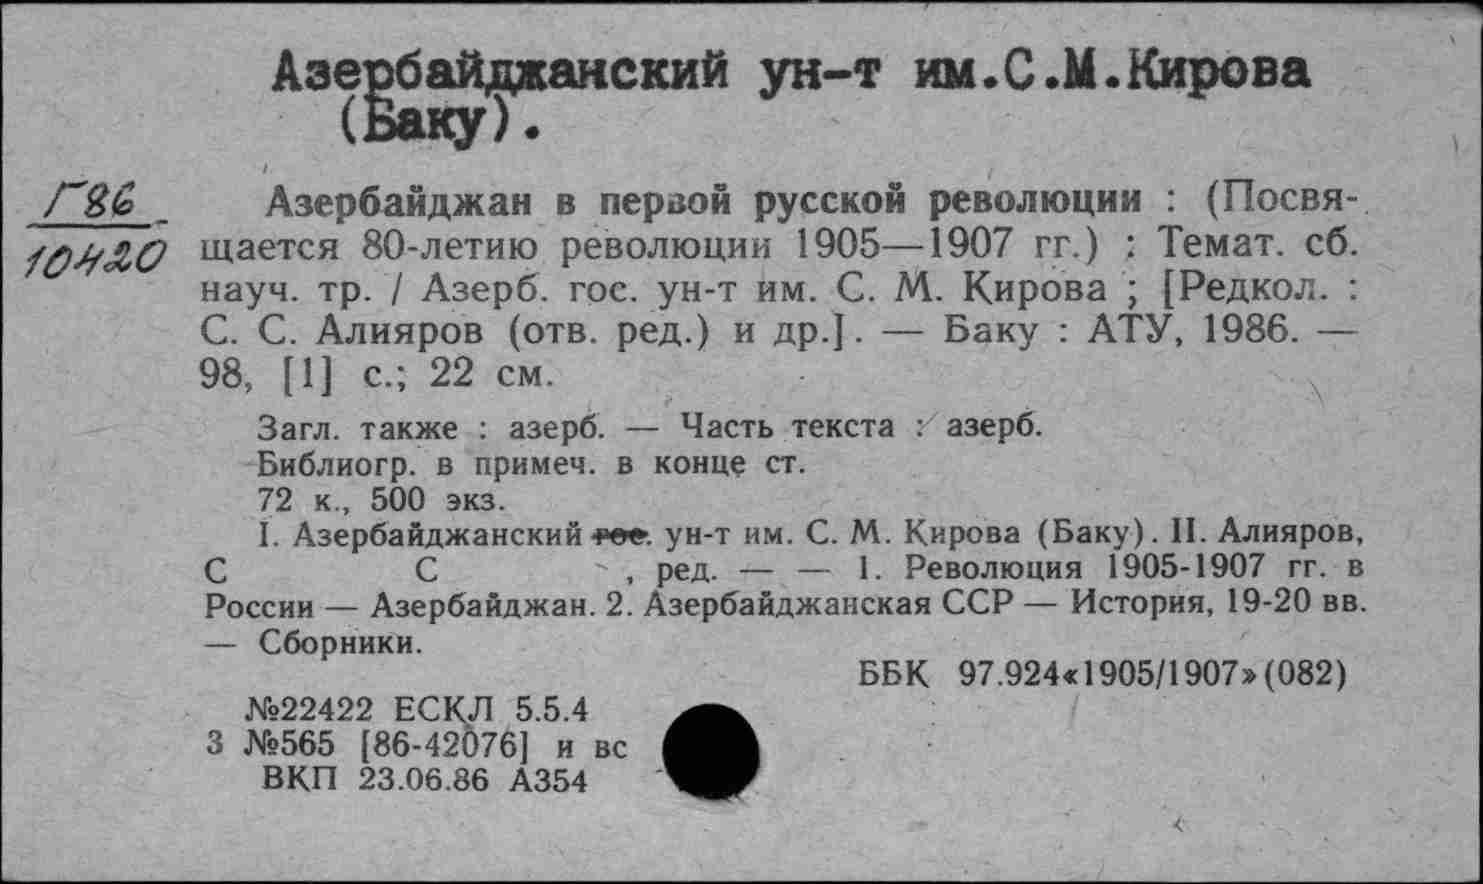 Азербайджанский ун-т им.С.М.Кирова
(Баку).
Г86
10420
Азербайджан в первой русской революции : (Посвя-
щается 80-летию революции 1905—1907 гг.) : Темат. сб.
науч. тр. / Азерб. гос. ун-т им. С. М. Кирова ; [Редкол. :
С. С. Алияров (отв. ред.) и др.]. — Баку : АГУ, 1986. —
98, [1] с.; 22 см.
Загл. также : азерб. — Часть текста : азерб.
Библиогр. в примеч. в конце ст.
72 к., 500 экз.
I. Азербайджанский гос. ун-т им. С. М. Кирова (Баку). II. Алияров,
С С , ред. — — 1. Революция 1905-1907 гг. в
России — Азербайджан. 2. Азербайджанская ССР — История, 19-20 вв.
— Сборники.
ББК 97.924«1905/1907»(082)
№22422 ЕСКЛ 5.5.4
3 №565 [86-42076] и вс
ВКП 23.06.86 А354